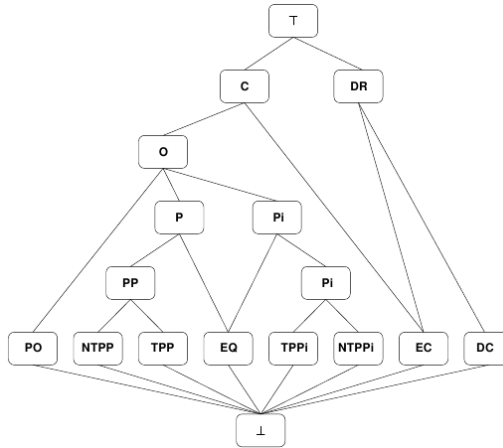 ⊤
C DR
O
P Pi
PP Pi
PO NTPP TPP EQ TPPi NTPPi EC DC
⊥